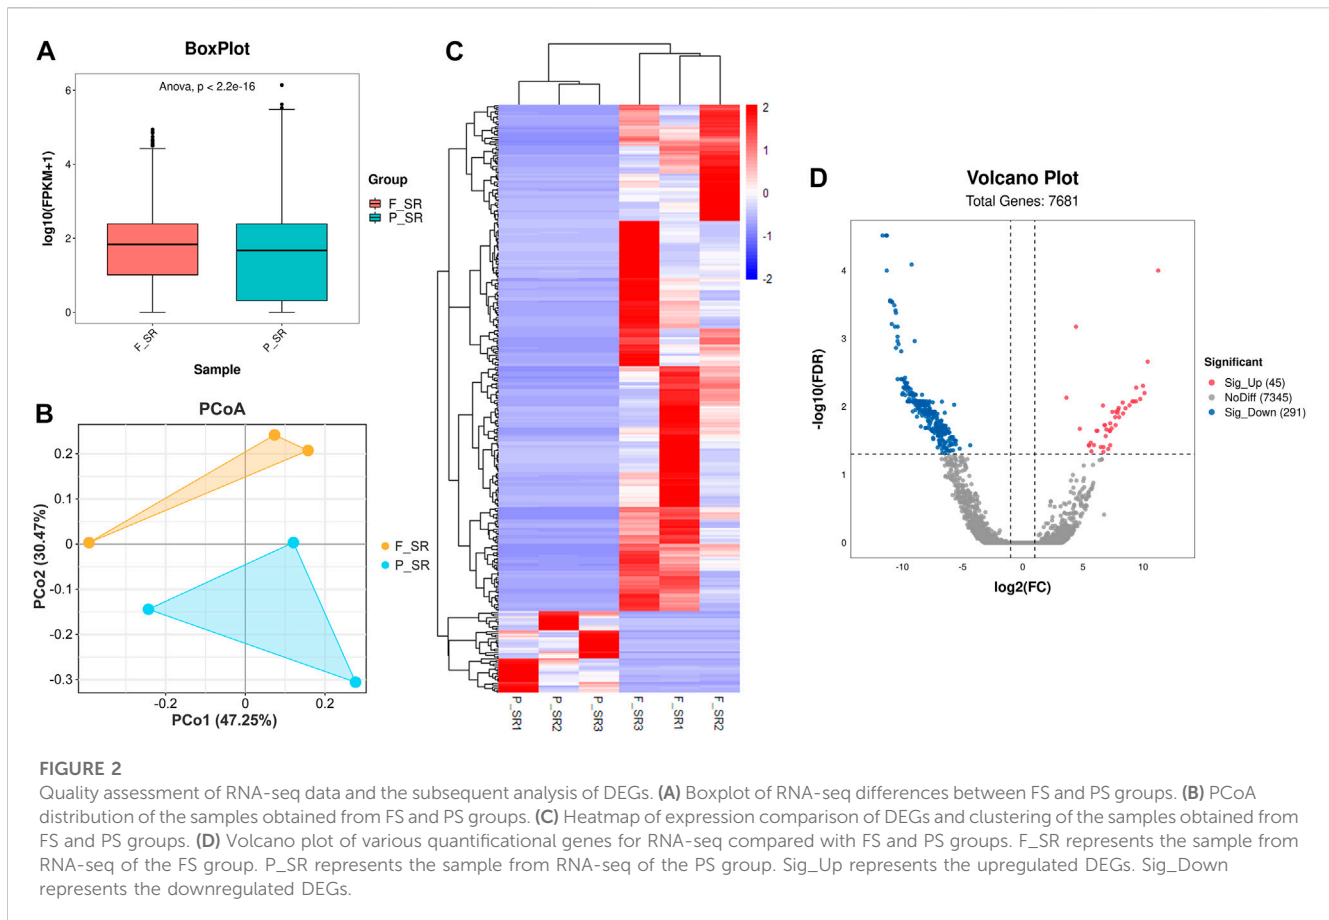 A
BoxPlot
Anova, p < 2.2e-16
log10(FPKM+1)
6
4
2
0
F_SR
P_SR
Sample
Group
F_SR
P_SR
B
PCoA
PCo2 (30.47%)
0.2
0.1
0
-0.1
-0.2
-0.3
-0.2
0
0.2
PCo1 (47.25%)
F_SR
P_SR
C
2
1
0
-1
-2
P_SR1
P_SR2
P_SR3
F_SR3
F_SR1
F_SR2
D
Volcano Plot
Total Genes: 7681
-log10(FDR)
4
3
2
1
0
-10
-5
0
5
10
log2(FC)
Significant
Sig_Up (45)
NoDiff (7345)
Sig_Down (291)
FIGURE 2
Quality assessment of RNA-seq data and the subsequent analysis of DEGs. (A) Boxplot of RNA-seq differences between FS and PS groups. (B) PCoA
distribution of the samples obtained from FS and PS groups. (C) Heatmap of expression comparison of DEGs and clustering of the samples obtained from
FS and PS groups. (D) Volcano plot of various quantificational genes for RNA-seq compared with FS and PS groups. F_SR represents the sample from
RNA-seq of the FS group. P_SR represents the sample from RNA-seq of the PS group. Sig_Up represents the upregulated DEGs. Sig_Down
represents the downregulated DEGs.